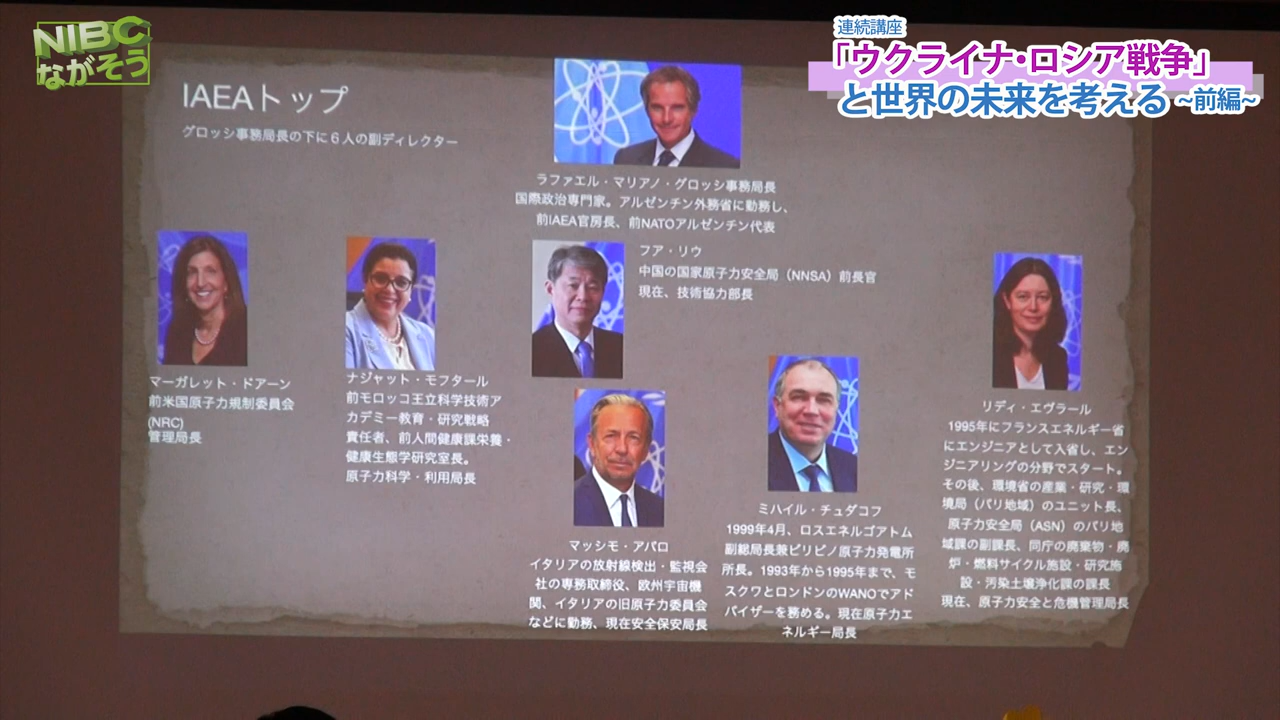 NIBC
ながそう
連続講座
「ウクライナ・ロシア戦争」
と世界の未来を考える ~前編~
IAEAトップ
グロッシ事務局長の下に６人の副ディレクター
ラファエル・マリアノ・グロッシ事務局長
国際政治専門家。アルゼンチン外務省に勤務し、
前IAEA官房長、前NATOアルゼンチン代表
フア・リウ
中国の国家原子力安全局（NNSA）前長官
現在、技術協力部長
マーガレット・ドアーン
前米国原子力規制委員会
(NRC)
管理局長
ナジャット・モフタール
前モロッコ王立科学技術ア
カデミー教育・研究戦略
責任者、前人間健康課栄養・
健康生態学研究室長。
原子力科学・利用局長
マッシモ・アパロ
イタリアの放射線検出・監視会
社の専務取締役、欧州宇宙機
関、イタリアの旧原子力委員会
などに勤務、現在安全保安局長
ミハイル・チュダコフ
1999年4月、ロスエネルゴアトム
副総局長兼ビリビノ原子力発電所
所長。1993年から1995年まで、モ
スクワとロンドンのWANOでアド
バイザーを務める。現在原子力エ
ネルギー局長
リディ・エヴラール
1995年にフランスエネルギー省
にエンジニアとして入省し、エン
ジニアリングの分野でスタート。
その後、環境省の産業・研究・環
境局（パリ地域）のユニット長、
原子力安全局（ASN）のパリ地
域課の副課長、同庁の廃棄物・廃
炉・燃料サイクル施設・研究施
設・汚染土壌浄化課の課長
現在、原子力安全と危機管理局長